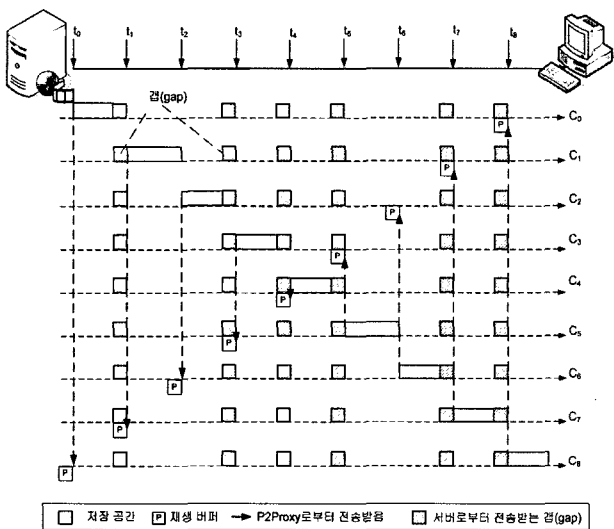 t₀ t₁ t₂ t₃ t₄ t₅ t₆ t₇ t₈
갭(gap)
P C₀
P C₁
P C₂
P C₃
P C₄
P C₅
P C₆
P C₇
P C₈
저장 공간 P 재생 버퍼 P2Proxy로부터 전송받음 서버로부터 전송받는 갭(gap)